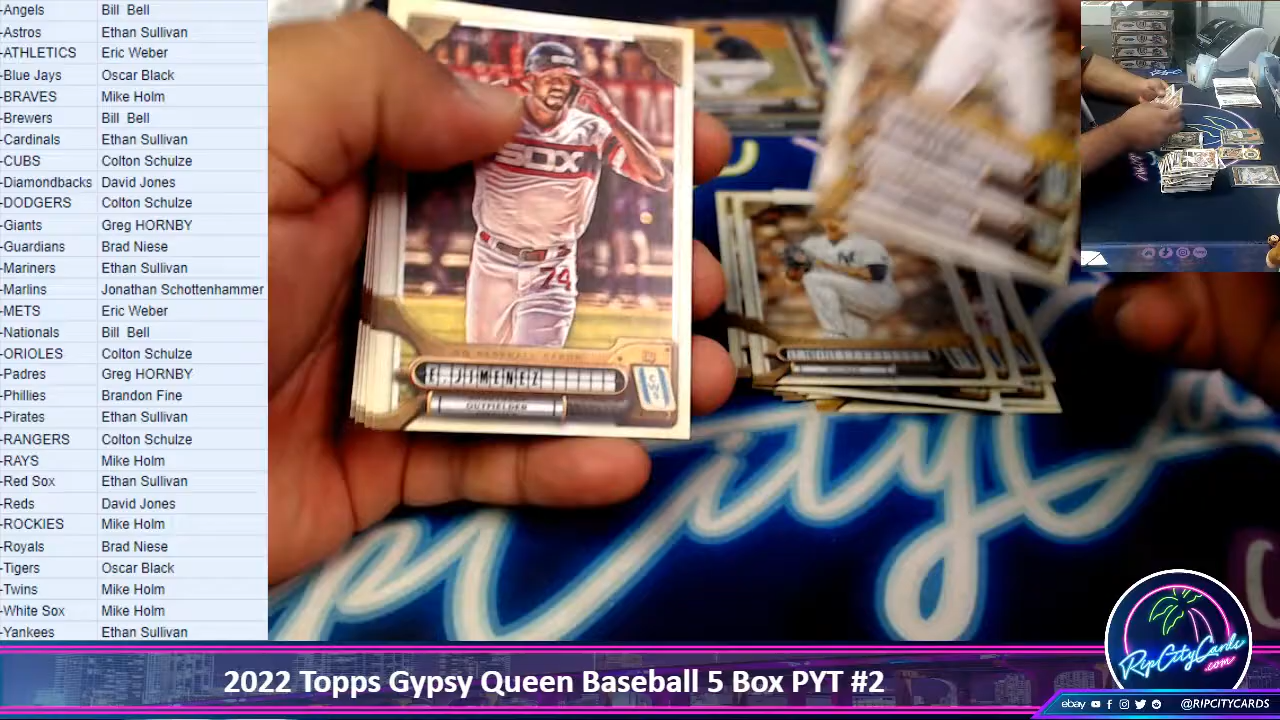 -Angels Bill Bell
-Astros Ethan Sullivan
-ATHLETICS Eric Weber
-Blue Jays Oscar Black
-BRAVES Mike Holm
-Brewers Bill Bell
-Cardinals Ethan Sullivan
-CUBS Colton Schulze
-Diamondbacks David Jones
-DODGERS Colton Schulze
-Giants Greg HORNBY
-Guardians Brad Niese
-Mariners Ethan Sullivan
-Marlins Jonathan Schottenhammer
-METS Eric Weber
-Nationals Bill Bell
-ORIOLES Colton Schulze
-Padres Greg HORNBY
-Phillies Brandon Fine
-Pirates Ethan Sullivan
-RANGERS Colton Schulze
-RAYS Mike Holm
-Red Sox Ethan Sullivan
-Reds David Jones
-ROCKIES Mike Holm
-Royals Brad Niese
-Tigers Oscar Black
-Twins Mike Holm
-White Sox Mike Holm
-Yankees Ethan Sullivan
SOX
74
E. JIMENEZ
OUTFIELDER
CWS
NY
ripCity
RipCityCards
.com
2022 Topps Gypsy Queen Baseball 5 Box PYT #2
ebay @RIPCITYCARDS